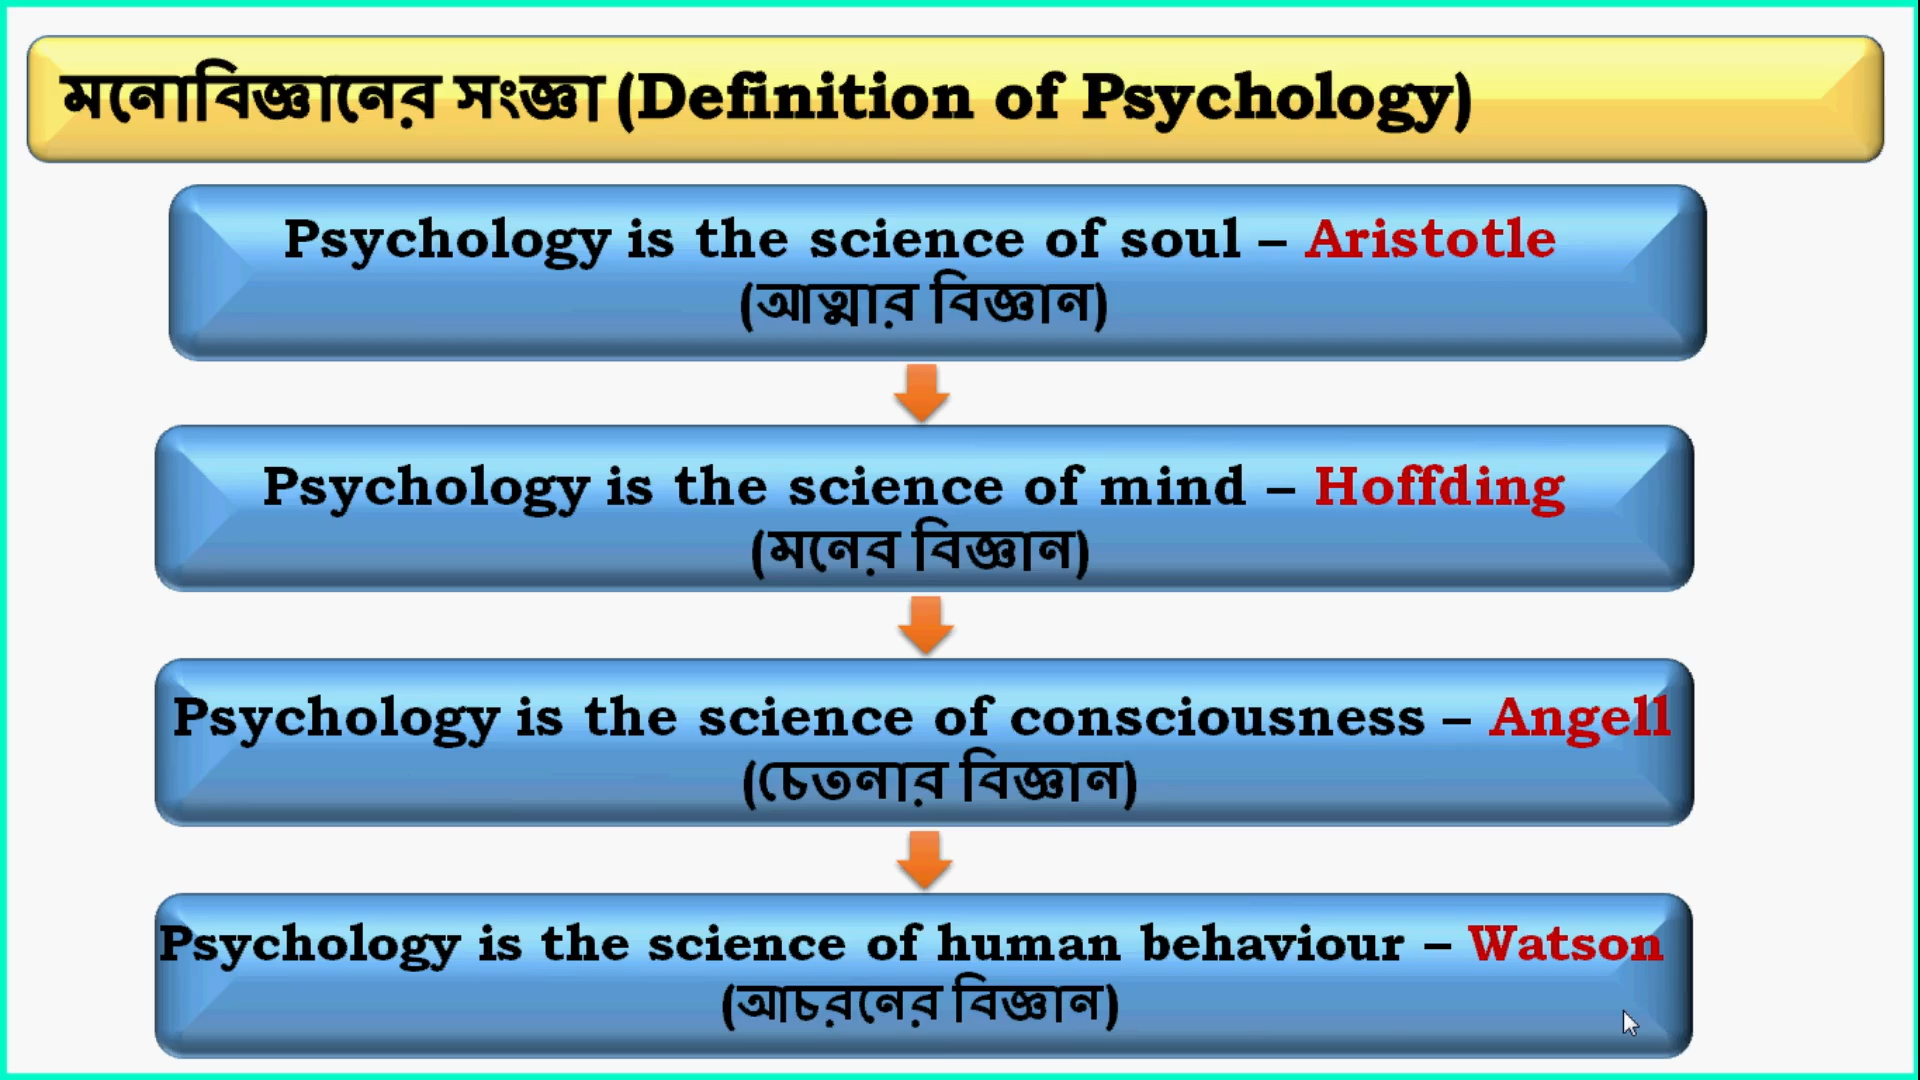 মনোবিজ্ঞানের সংজ্ঞা (Definition of Psychology)
Psychology is the science of soul – Aristotle
(আত্মার বিজ্ঞান)
Psychology is the science of mind – Hoffding
(মনের বিজ্ঞান)
Psychology is the science of consciousness – Angell
(চেতনার বিজ্ঞান)
Psychology is the science of human behaviour – Watson
(আচরনের বিজ্ঞান)